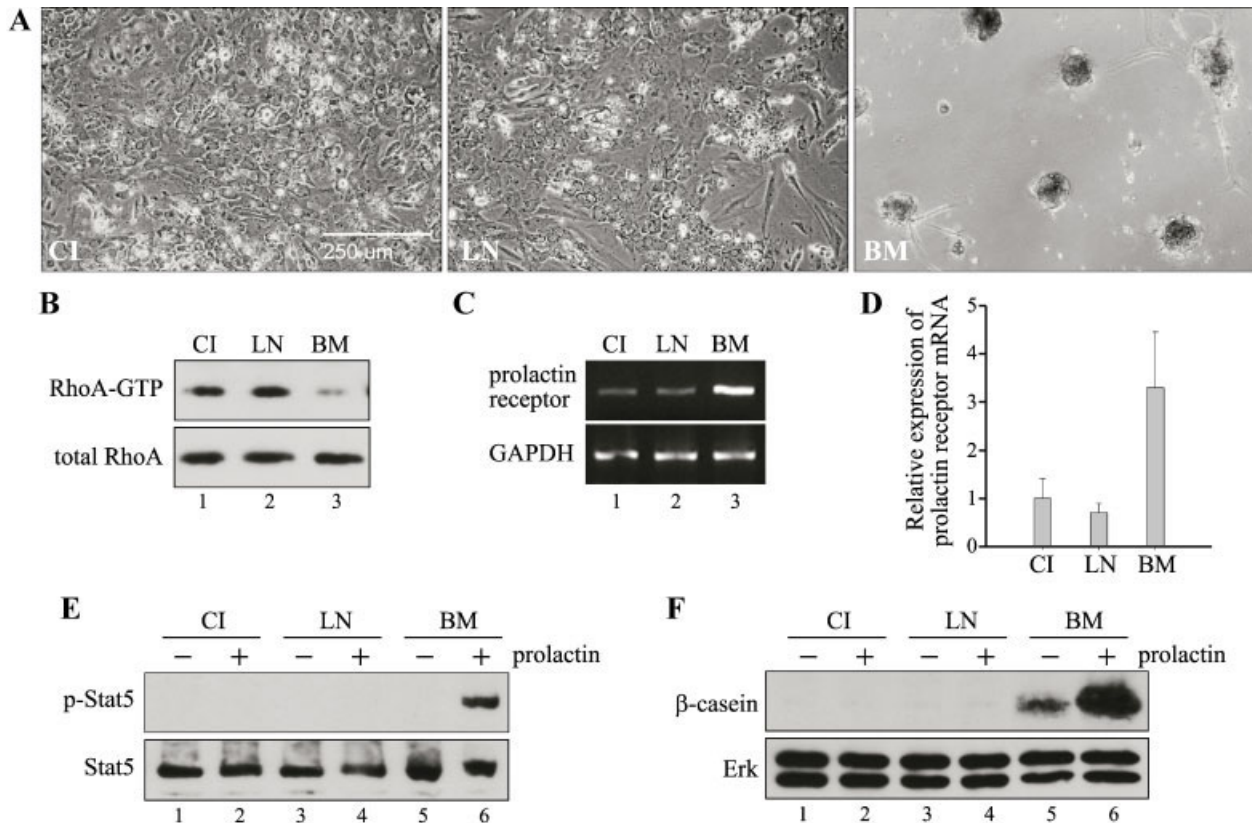 A
CI
250 um
LN
BM
B
CI LN BM
RhoA-GTP
total RhoA
1 2 3
C
CI LN BM
prolactin
receptor
GAPDH
1 2 3
D
Relative expression of
prolactin receptor mRNA
5
4
3
2
1
0
CI LN BM
E
CI LN BM
− + − + − + prolactin
p-Stat5
Stat5
1 2 3 4 5 6
F
CI LN BM
− + − + − + prolactin
β-casein
Erk
1 2 3 4 5 6